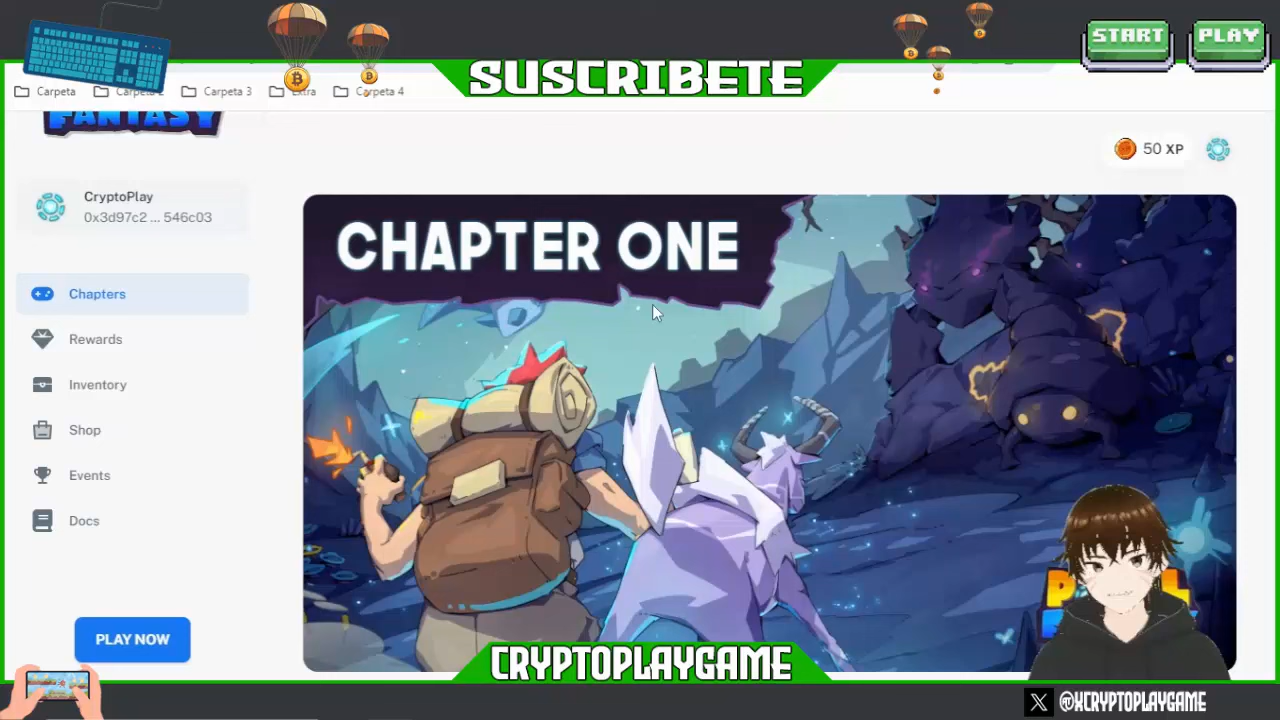 START
PLAY
SUSCRIBETE
Carpeta
Carpeta 3
Extra
Carpeta 4
FANTASY
50 XP
CryptoPlay
0x3d97c2 ... 546c03
CHAPTER ONE
Chapters
Rewards
Inventory
Shop
Events
Docs
PLAY NOW
CRYPTOPLAYGAME
@XCRYPTOPLAYGAME